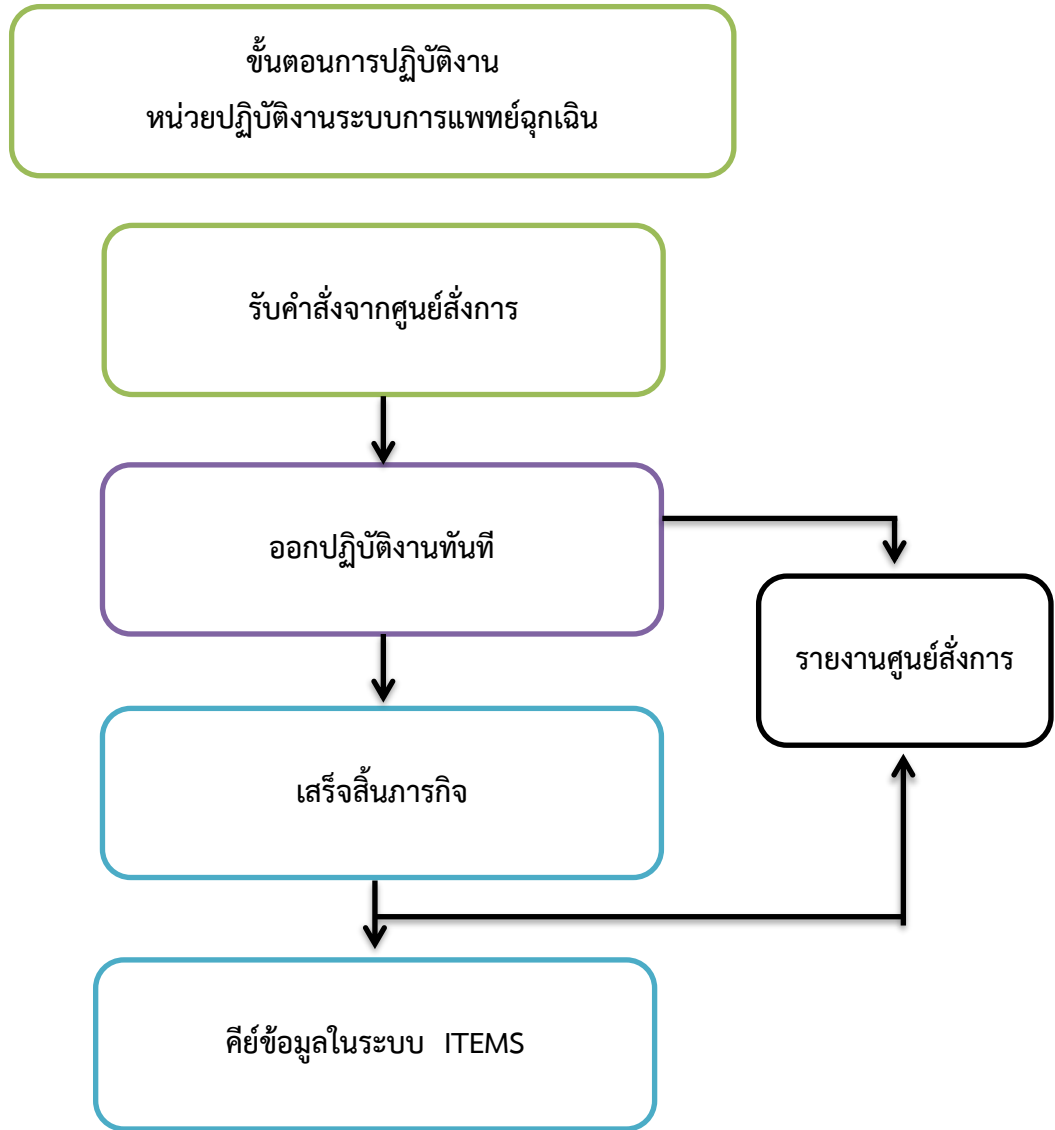 ขั้นตอนการปฏิบัติงาน
หน่วยปฏิบัติงานระบบการแพทย์ฉุกเฉิน
รับคำสั่งจากศูนย์สั่งการ
ออกปฏิบัติงานทันที
รายงานศูนย์สั่งการ
เสร็จสิ้นภารกิจ
คีย์ข้อมูลในระบบ ITEMS